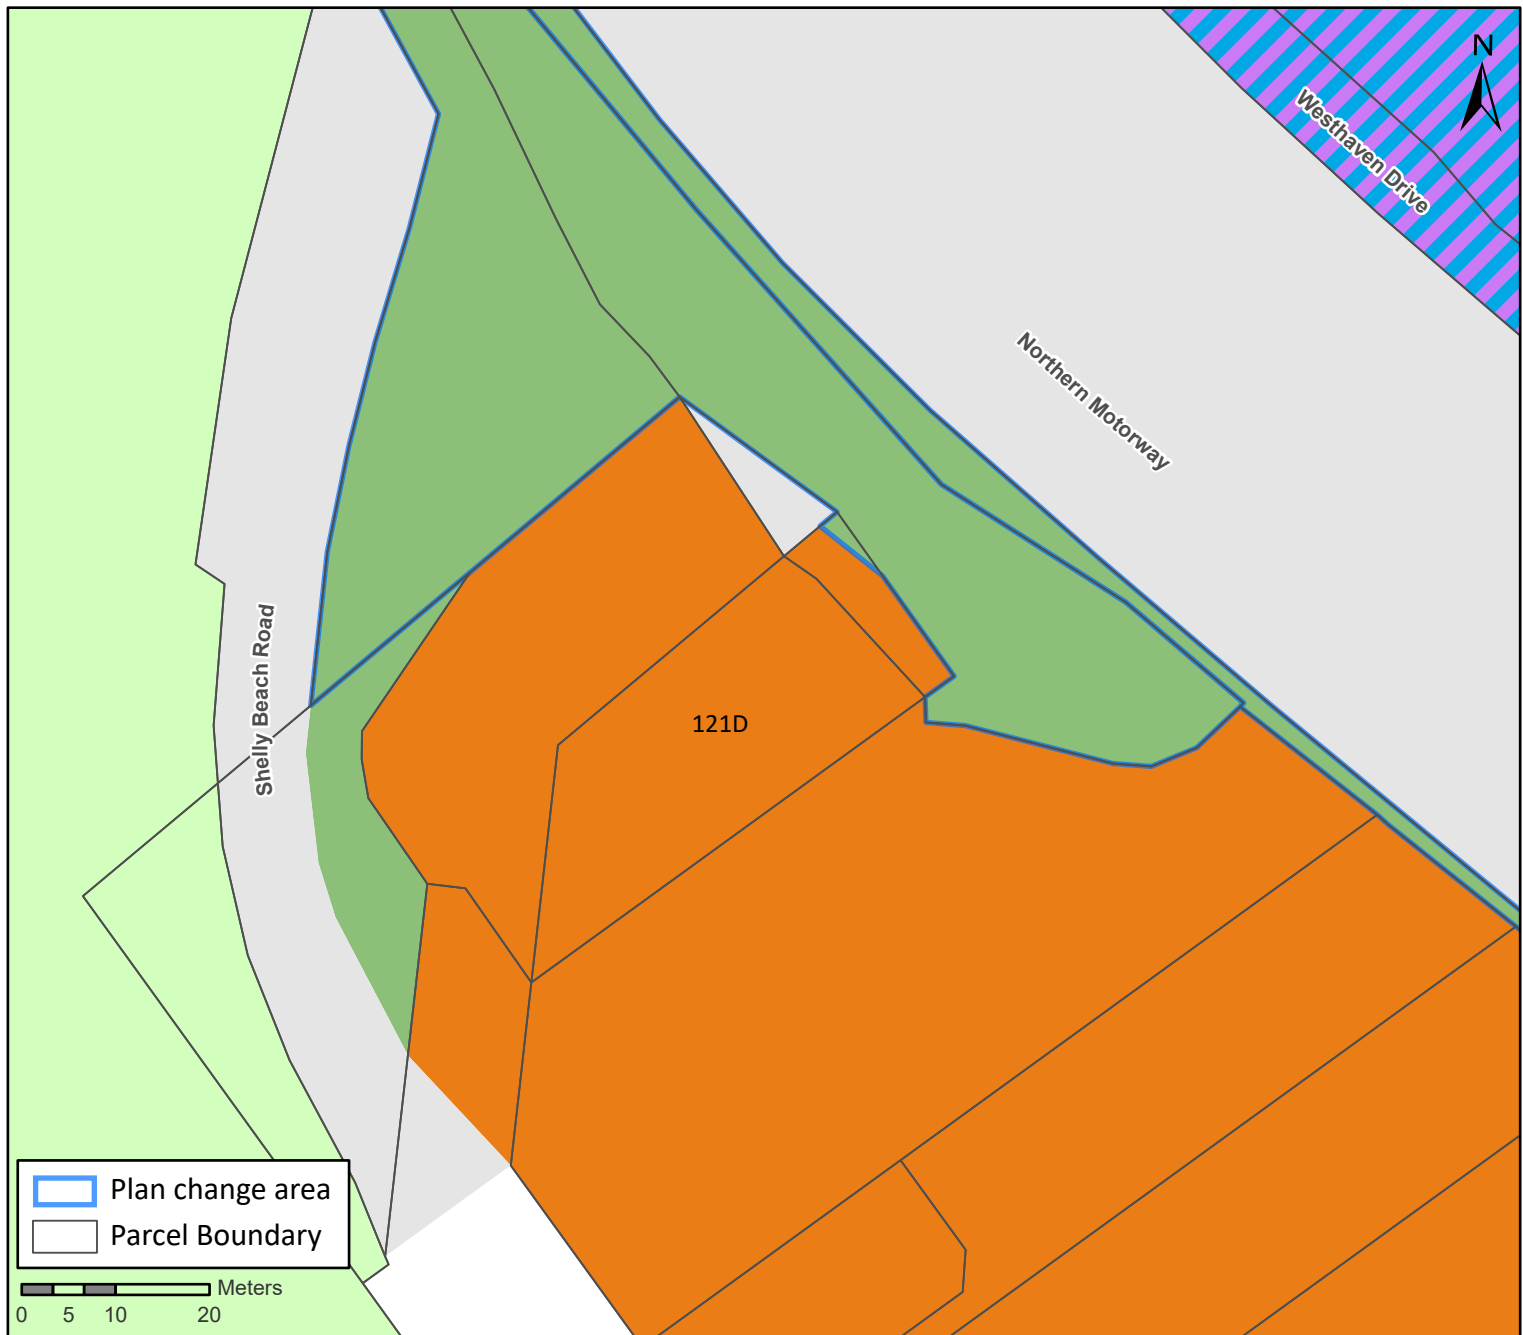 N
Westhaven Drive
Northern Motorway
Shelly Beach Road
121D
Plan change area
Parcel Boundary
Meters
0 5 10 20